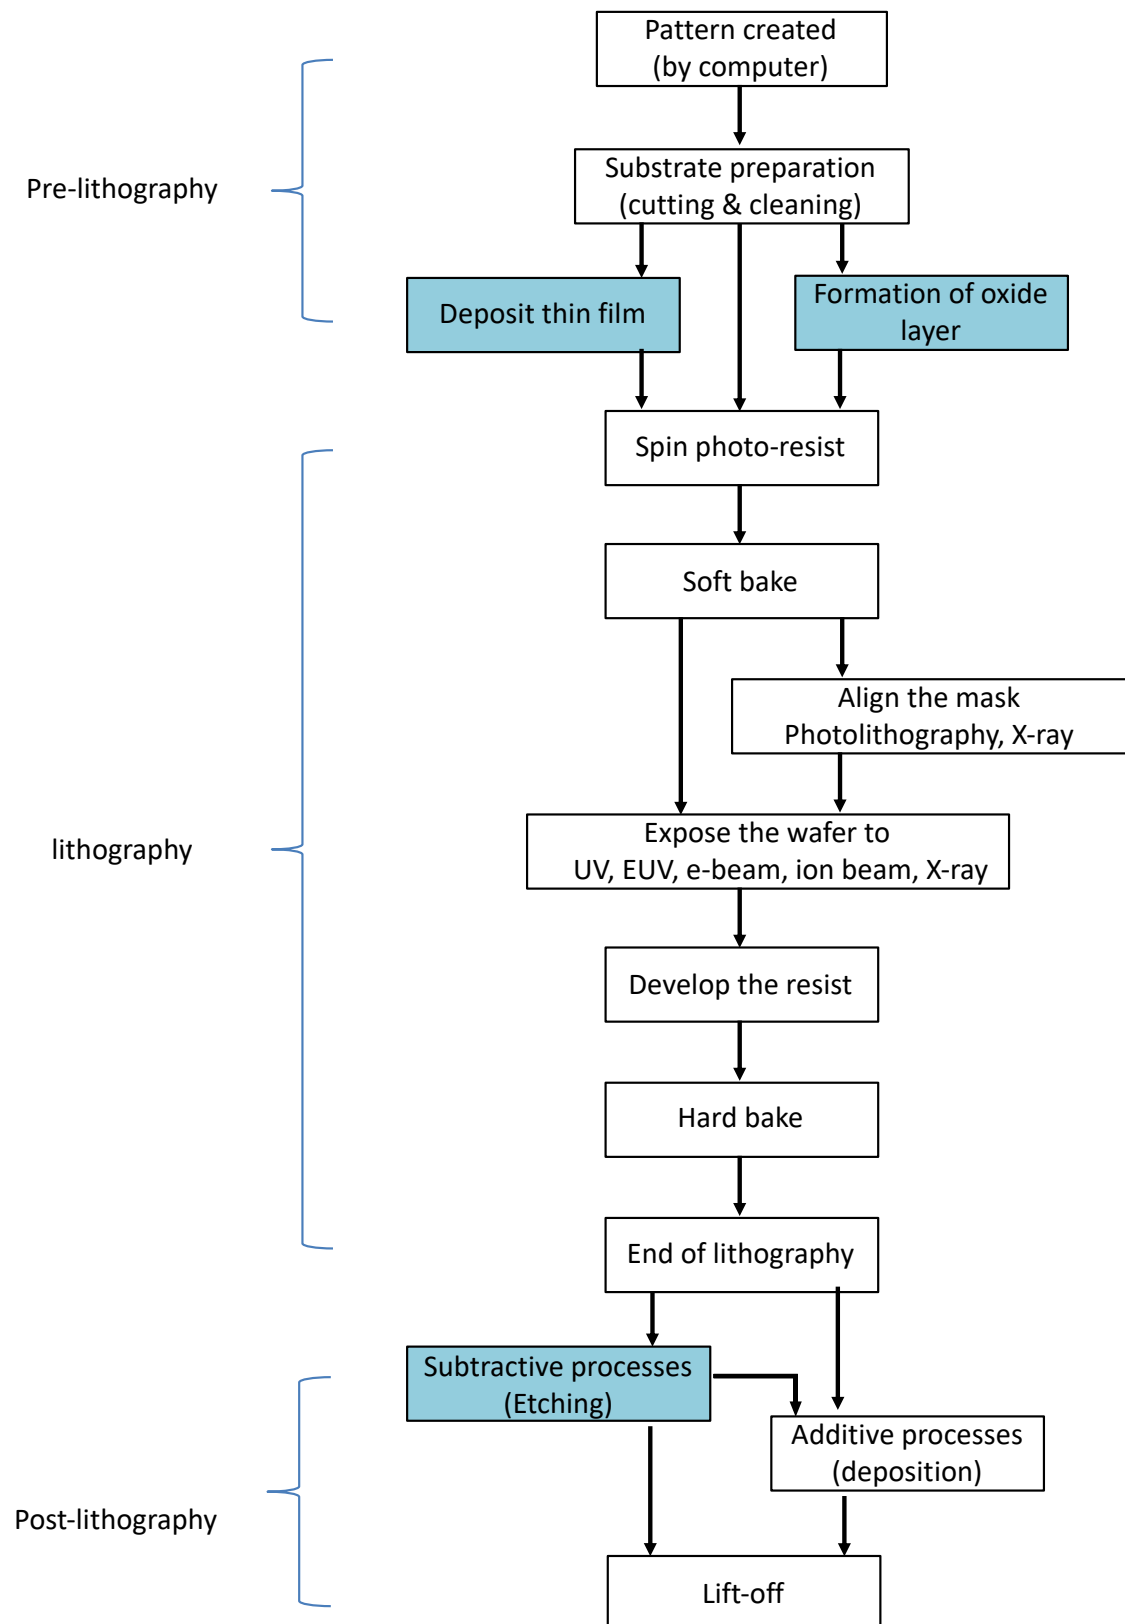 Pattern created
(by computer)
Pre-lithography
Substrate preparation
(cutting & cleaning)
Deposit thin film
Formation of oxide
layer
Spin photo-resist
Soft bake
Align the mask
Photolithography, X-ray
lithography
Expose the wafer to
UV, EUV, e-beam, ion beam, X-ray
Develop the resist
Hard bake
End of lithography
Subtractive processes
(Etching)
Additive processes
(deposition)
Post-lithography
Lift-off